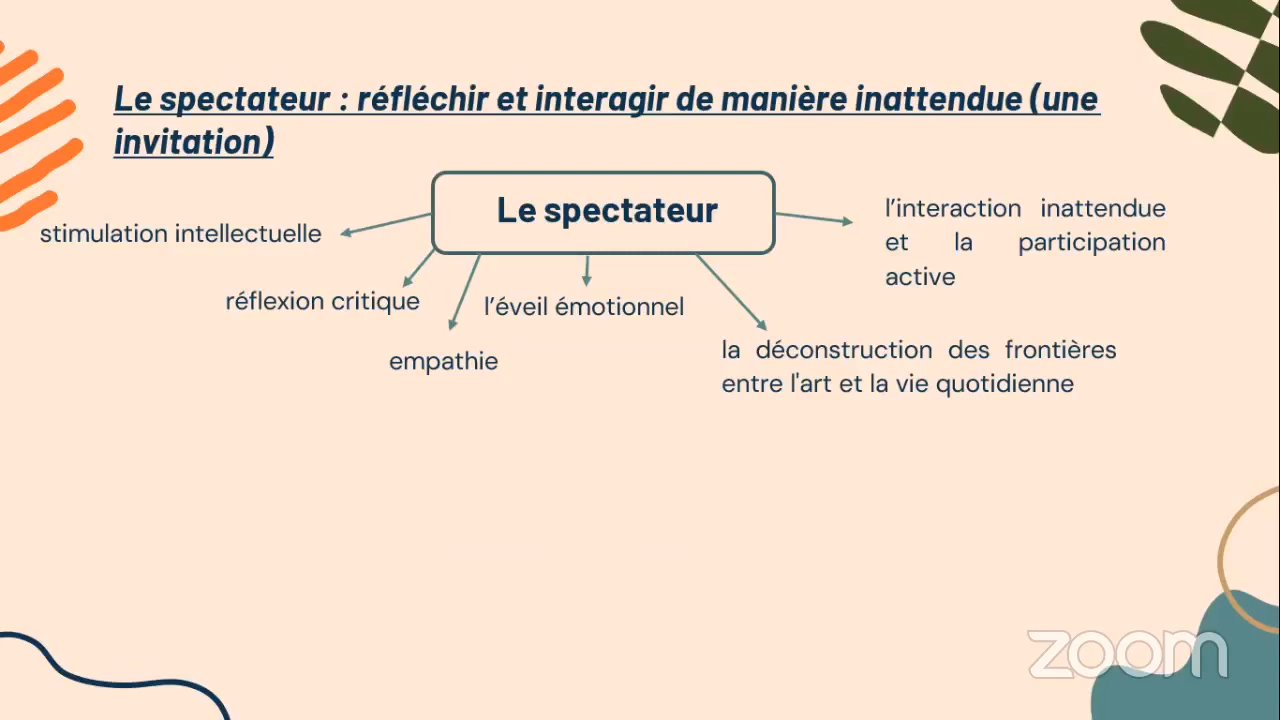 Le spectateur : réfléchir et interagir de manière inattendue (une
invitation)
Le spectateur
stimulation intellectuelle
réflexion critique
empathie
l’éveil émotionnel
la déconstruction des frontières
entre l'art et la vie quotidienne
l’interaction inattendue
et la participation
active
zoom